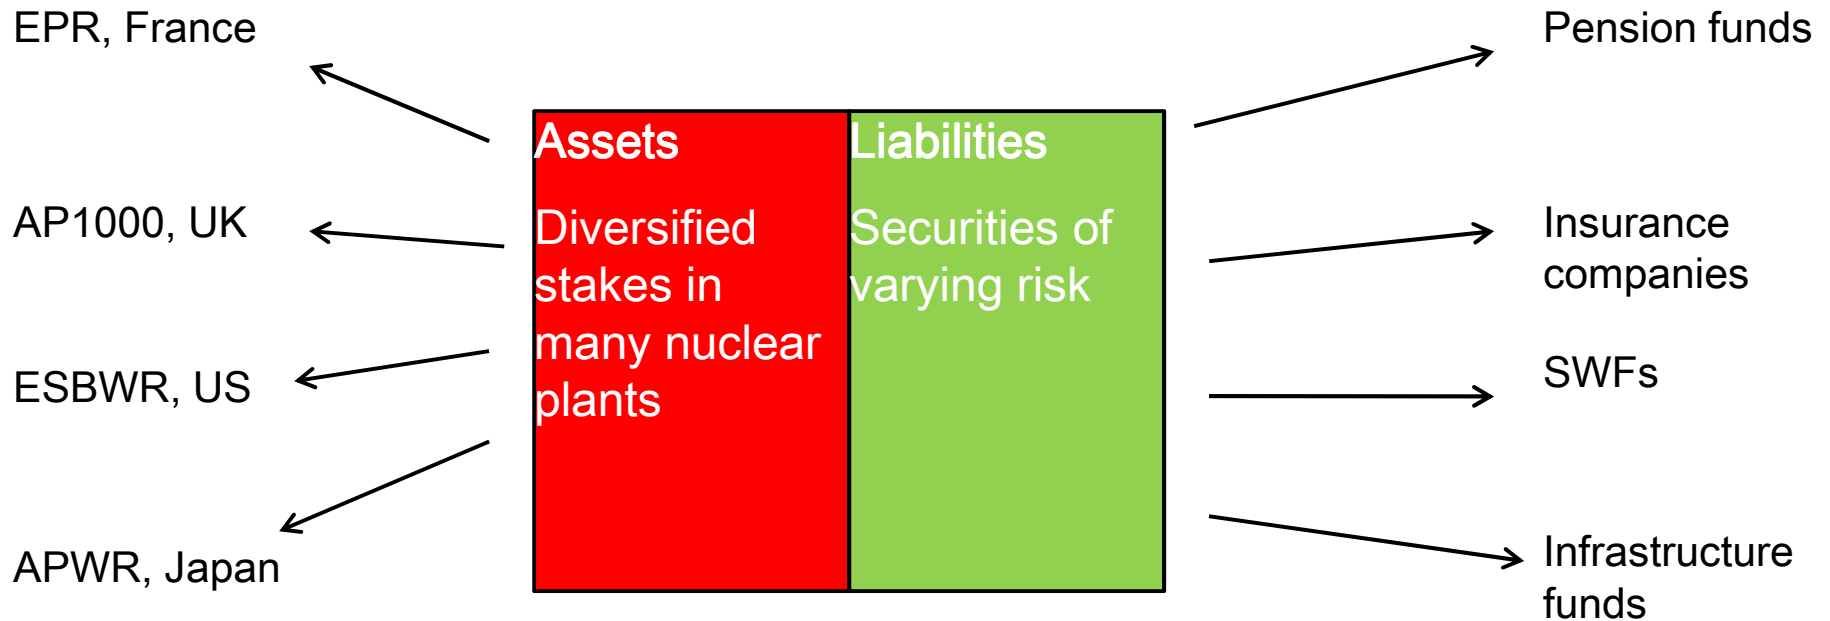 EPR, France
AP1000, UK
ESBWR, US
APWR, Japan
Assets
Diversified
stakes in
many nuclear
plants
Liabilities
Securities of
varying risk
Pension funds
Insurance
companies
SWFs
Infrastructure
funds